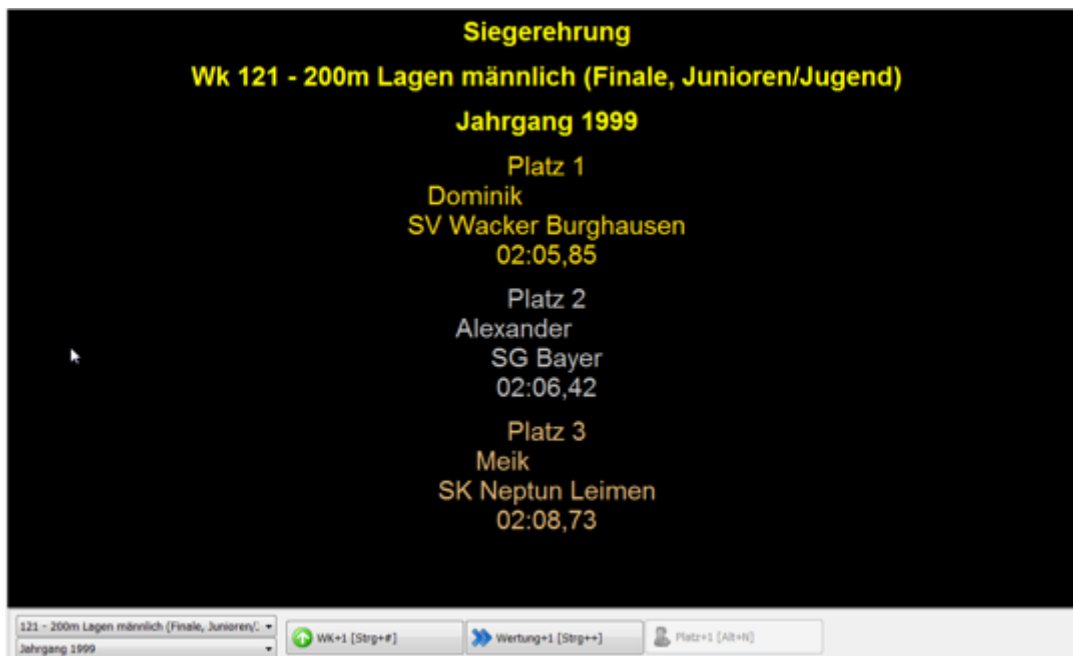 Siegerehrung
Wk 121 - 200m Lagen männlich (Finale, Junioren/Jugend)
Jahrgang 1999
Platz 1
Dominik
SV Wacker Burghausen
02:05,85
Platz 2
Alexander
SG Bayer
02:06,42
Platz 3
Meik
SK Neptun Leimen
02:08,73
121 - 200m Lagen männlich (Finale, Junioren/.
Jahrgang 1999
WK+1 [Strg+#]
Wertung+1 [Strg++]
Platz+1 [Alt+N]